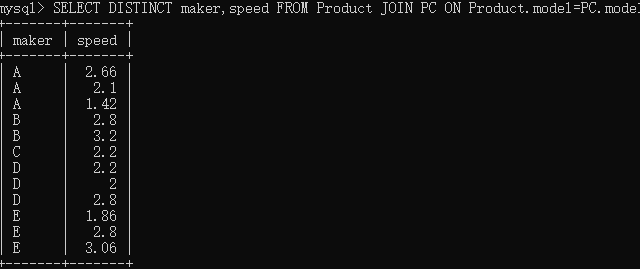 mysql> SELECT DISTINCT maker,speed FROM Product JOIN PC ON Product.model=PC.model
+-------+-------+
| maker | speed |
+-------+-------+
| A     |  2.66 |
| A     |   2.1 |
| A     |  1.42 |
| B     |   2.8 |
| B     |   3.2 |
| C     |   2.2 |
| D     |   2.2 |
| D     |     2 |
| D     |   2.8 |
| E     |  1.86 |
| E     |   2.8 |
| E     |  3.06 |
+-------+-------+